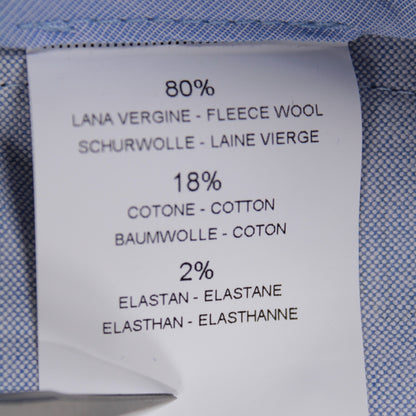 80%
LANA VERGINE - FLEECE WOOL
SCHURWOLLE - LAINE VIERGE
18%
COTONE - COTTON
BAUMWOLLE - COTON
2%
ELASTAN - ELASTANE
ELASTHAN - ELASTHANNE